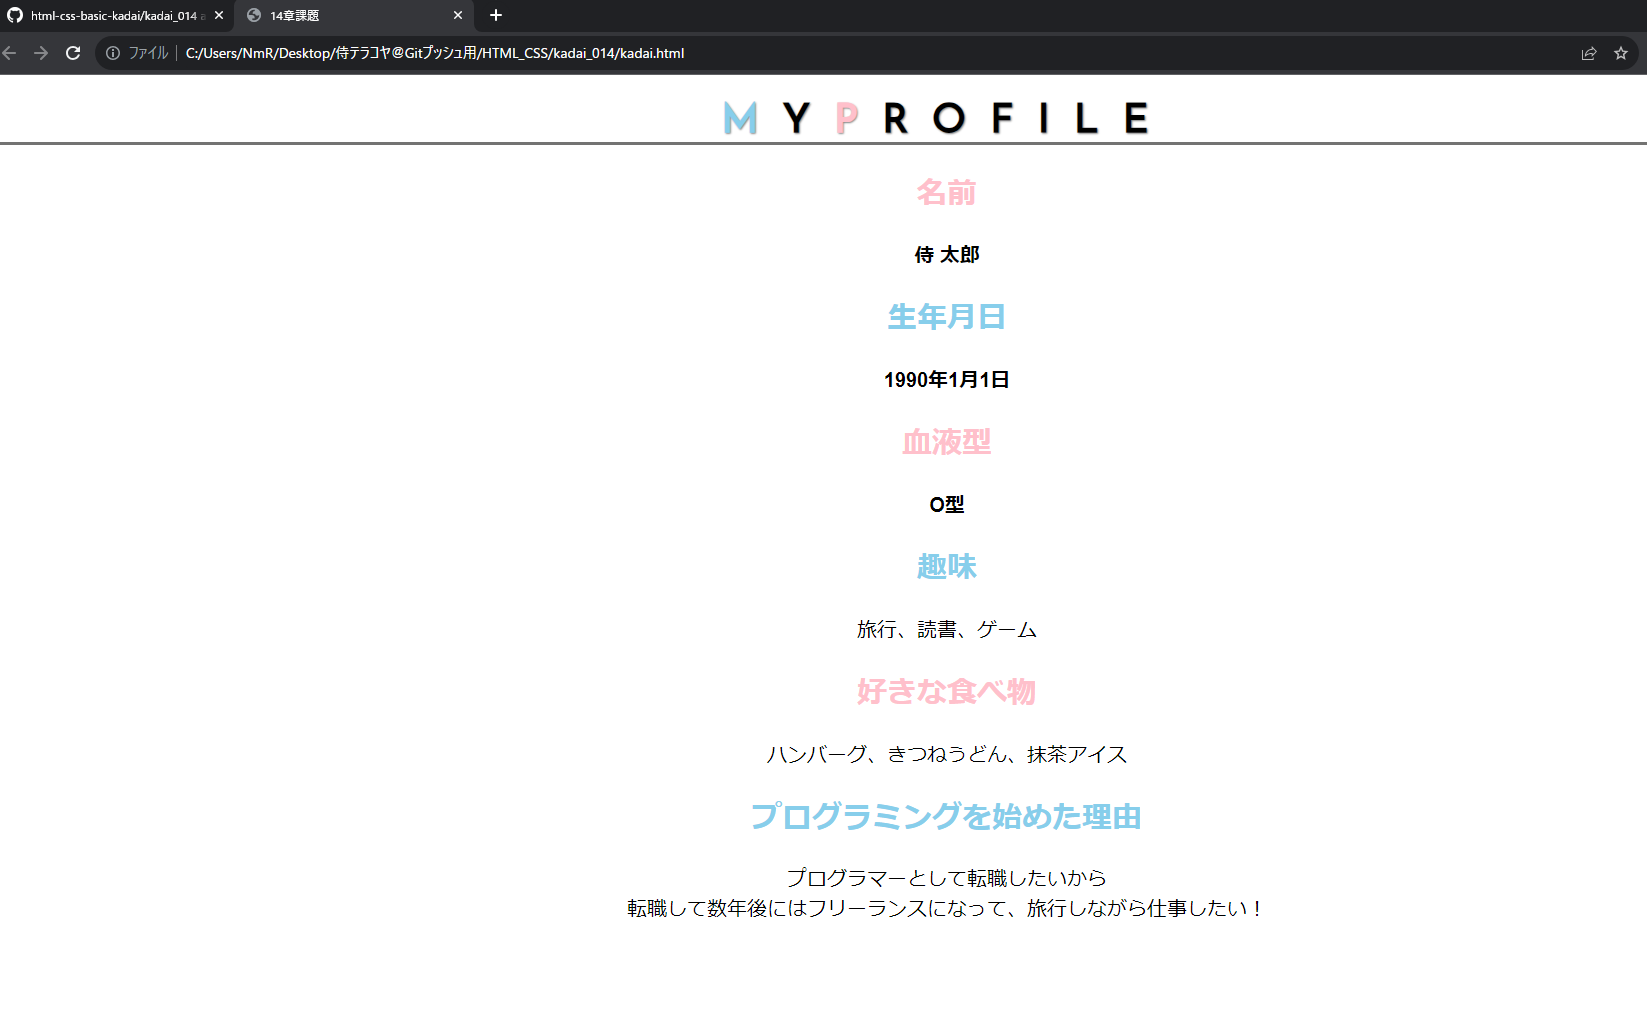 html-css-basic-kadai/kadai_014 a
14章課題
ファイル
C:/Users/NmR/Desktop/侍テラコヤ@Gitプッシュ用/HTML_CSS/kadai_014/kadai.html
MY PROFILE
名前
侍 太郎
生年月日
1990年1月1日
血液型
O型
趣味
旅行、読書、ゲーム
好きな食べ物
ハンバーグ、きつねうどん、抹茶アイス
プログラミングを始めた理由
プログラマーとして転職したいから
転職して数年後にはフリーランスになって、旅行しながら仕事したい！